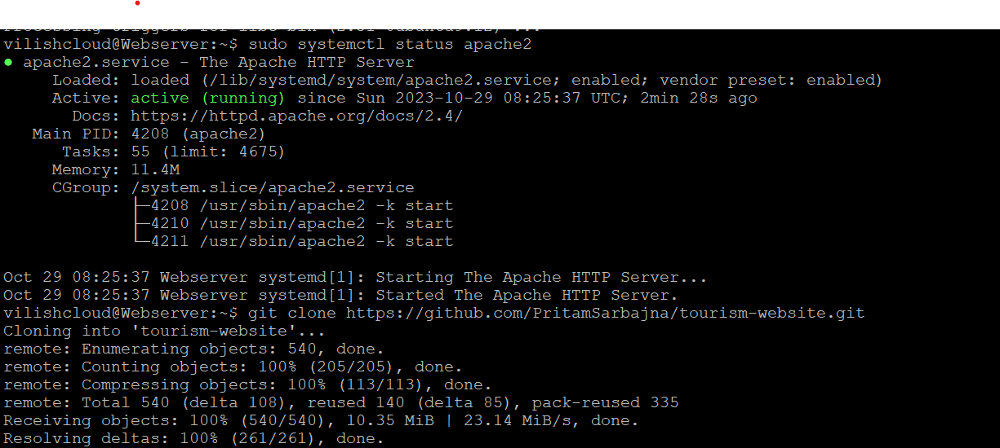 vilishcloud@Webserver:~$ sudo systemctl status apache2
● apache2.service - The Apache HTTP Server
Loaded: loaded (/lib/systemd/system/apache2.service; enabled; vendor preset: enabled)
Active: active (running) since Sun 2023-10-29 08:25:37 UTC; 2min 28s ago
Docs: https://httpd.apache.org/docs/2.4/
Main PID: 4208 (apache2)
Tasks: 55 (limit: 4675)
Memory: 11.4M
CGroup: /system.slice/apache2.service
├─4208 /usr/sbin/apache2 -k start
├─4210 /usr/sbin/apache2 -k start
└─4211 /usr/sbin/apache2 -k start
Oct 29 08:25:37 Webserver systemd[1]: Starting The Apache HTTP Server...
Oct 29 08:25:37 Webserver systemd[1]: Started The Apache HTTP Server.
vilishcloud@Webserver:~$ git clone https://github.com/PritamSarbajna/tourism-website.git
Cloning into 'tourism-website'...
remote: Enumerating objects: 540, done.
remote: Counting objects: 100% (205/205), done.
remote: Compressing objects: 100% (113/113), done.
remote: Total 540 (delta 108), reused 140 (delta 85), pack-reused 335
Receiving objects: 100% (540/540), 10.35 MiB | 23.14 MiB/s, done.
Resolving deltas: 100% (261/261), done.